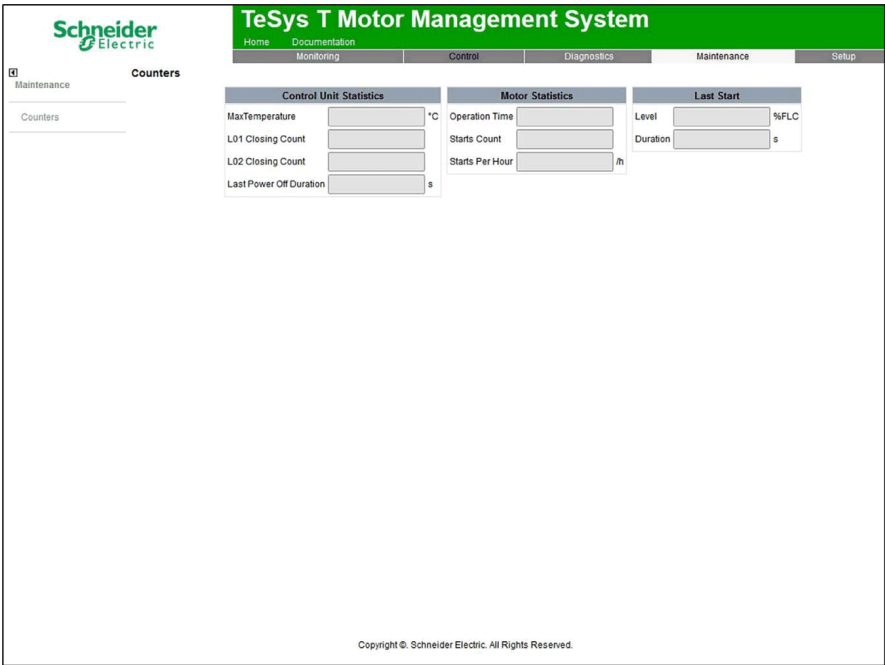 Schneider
Electric
TeSys T Motor Management System
Home Documentation
Monitoring Control Diagnostics Maintenance Setup
Maintenance
Counters
Counters
Control Unit Statistics
MaxTemperature °C
L01 Closing Count
L02 Closing Count
Last Power Off Duration s
Motor Statistics
Operation Time
Starts Count
Starts Per Hour /h
Last Start
Level %FLC
Duration s
Copyright ©. Schneider Electric. All Rights Reserved.